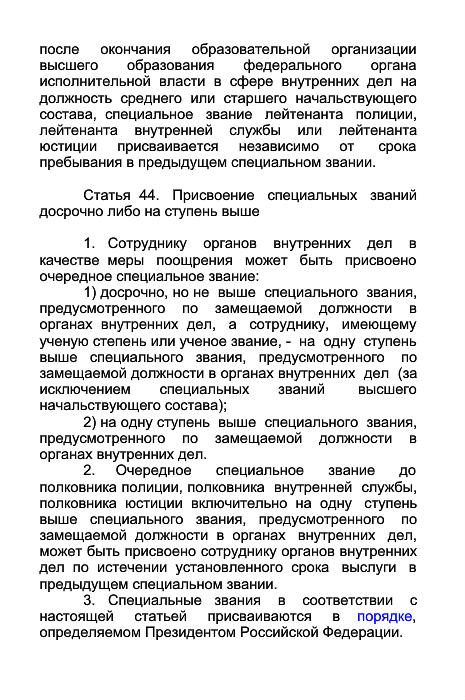 после окончания образовательной организации
высшего образования федерального органа
исполнительной власти в сфере внутренних дел на
должность среднего или старшего начальствующего
состава, специальное звание лейтенанта полиции,
лейтенанта внутренней службы или лейтенанта
юстиции присваивается независимо от срока
пребывания в предыдущем специальном звании.
Статья 44. Присвоение специальных званий
досрочно либо на ступень выше
1. Сотруднику органов внутренних дел в
качестве меры поощрения может быть присвоено
очередное специальное звание:
1) досрочно, но не выше специального звания,
предусмотренного по замещаемой должности в
органах внутренних дел, а сотруднику, имеющему
ученую степень или ученое звание, - на одну ступень
выше специального звания, предусмотренного по
замещаемой должности в органах внутренних дел (за
исключением специальных званий высшего
начальствующего состава);
2) на одну ступень выше специального звания,
предусмотренного по замещаемой должности в
органах внутренних дел.
2. Очередное специальное звание до
полковника полиции, полковника внутренней службы,
полковника юстиции включительно на одну ступень
выше специального звания, предусмотренного по
замещаемой должности в органах внутренних дел,
может быть присвоено сотруднику органов внутренних
дел по истечении установленного срока выслуги в
предыдущем специальном звании.
3. Специальные звания в соответствии с
настоящей статьей присваиваются в порядке,
определяемом Президентом Российской Федерации.